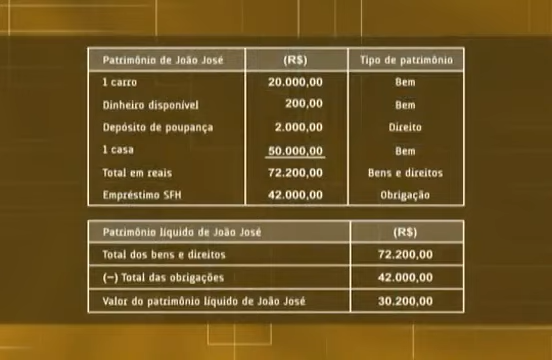 Patrimônio de João José (R$) Tipo de patrimônio
1 carro 20.000,00 Bem
Dinheiro disponível 200,00 Bem
Depósito de poupança 2.000,00 Direito
1 casa 50.000,00 Bem
Total em reais 72.200,00 Bens e direitos
Empréstimo SFH 42.000,00 Obrigação
Patrimônio líquido de João José (R$)
Total dos bens e direitos 72.200,00
(−) Total das obrigações 42.000,00
Valor do patrimônio líquido de João José 30.200,00